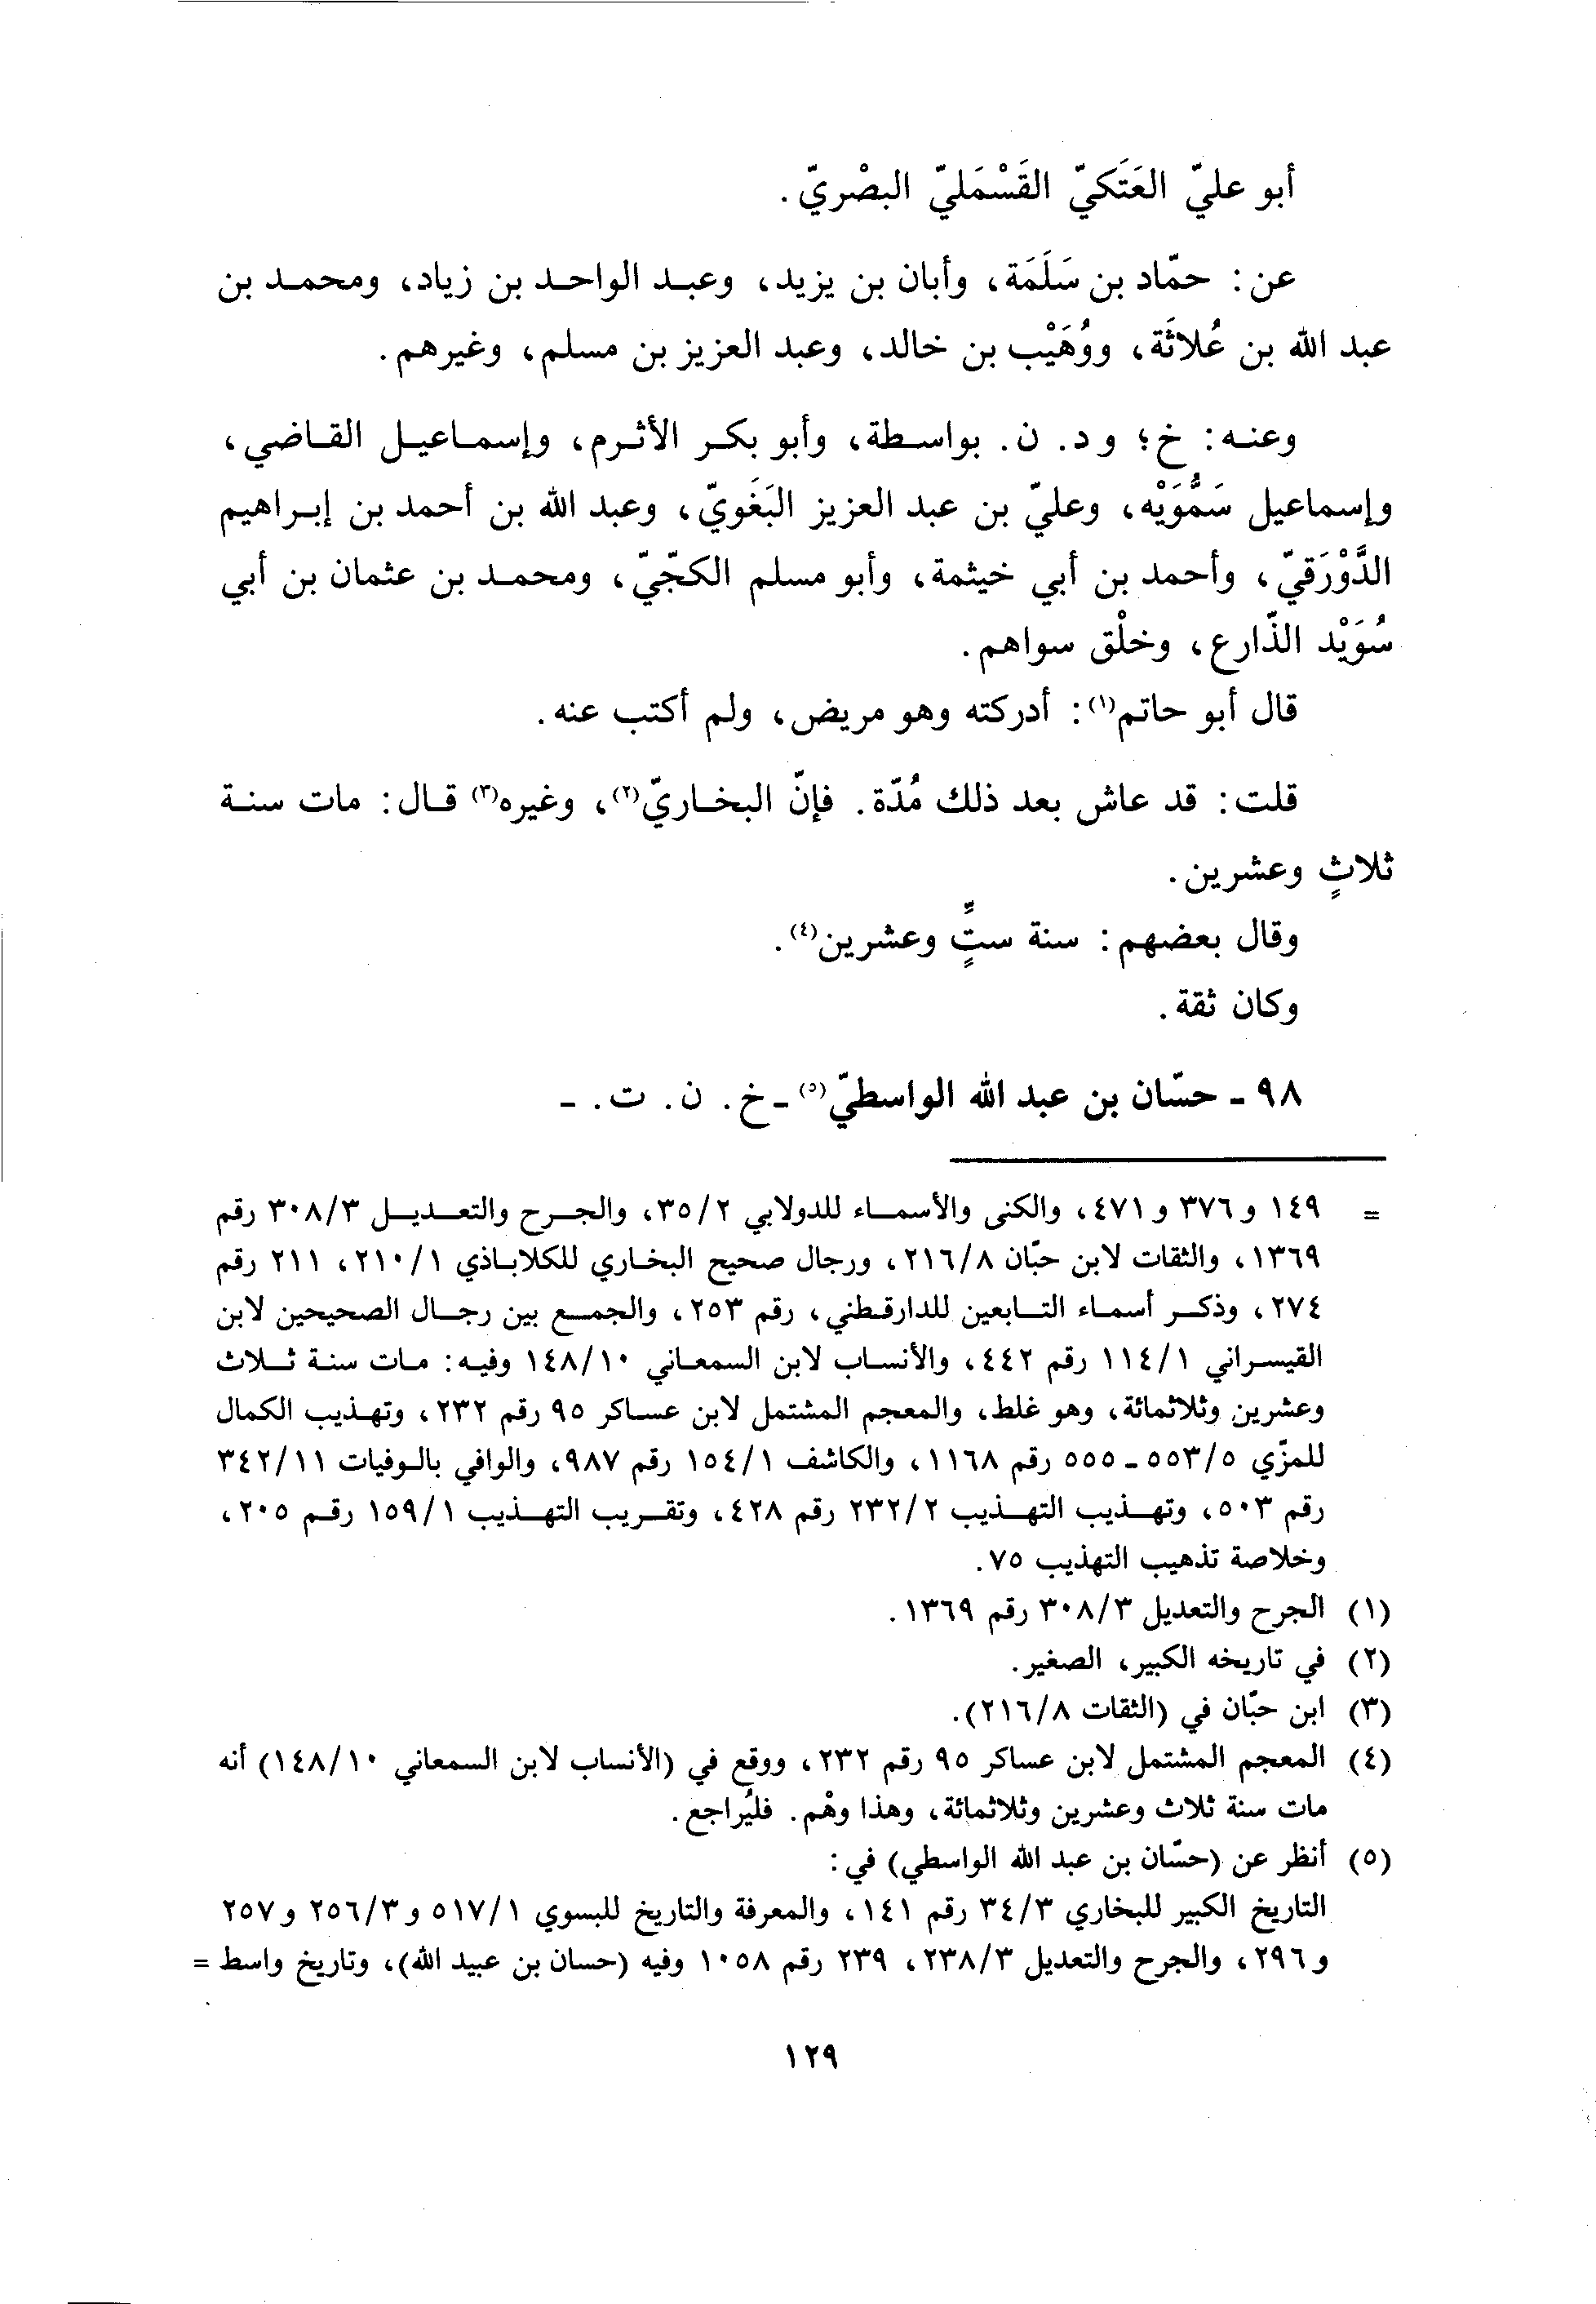 أبو عليّ العَتَكيّ القَسْمَليّ البصْريّ.
عن: حمّاد بن سَلَمَة، وأبان بن يزيد، وعبد الواحد بن زياد، ومحمد بن
عبد الله بن عُلاثَة، ووُهَيْب بن خالد، وعبد العزيز بن مسلم، وغيرهم.
وعنه: خ؛ و د. ن. بواسطة، وأبو بكر الأثرم، وإسماعيل القاضي،
وإسماعيل سَمُّوَيْه، وعليّ بن عبد العزيز البَغَويّ، وعبد الله بن أحمد بن إبراهيم
الدَّوْرَقيّ، وأحمد بن أبي خيثمة، وأبو مسلم الكجّيّ، ومحمد بن عثمان بن أبي
سُوَيْد الذّارع، وخلْق سواهم.
قال أبو حاتم(١): أدركته وهو مريض، ولم أكتب عنه.
قلت: قد عاش بعد ذلك مُدّة. فإنّ البخاريّ(٢)، وغيره(٣) قال: مات سنة
ثلاثٍ وعشرين.
وقال بعضهم: سنة ستٍّ وعشرين(٤).
وكان ثقة.
٩٨ - حسّان بن عبد الله الواسطيّ(٥) - خ. ن. ت. -
= ١٤٩ و ٣٧٦ و ٤٧١، والكنى والأسماء للدولابي ٣٥/٢، والجرح والتعديل ٣٠٨/٣ رقم
١٣٦٩، والثقات لابن حبّان ٢١٦/٨، ورجال صحيح البخاري للكلاباذي ٢١٠/١، ٢١١ رقم
٢٧٤، وذكر أسماء التابعين للدارقطني، رقم ٢٥٣، والجمع بين رجال الصحيحين لابن
القيسراني ١١٤/١ رقم ٤٤٢، والأنساب لابن السمعاني ١٤٨/١٠ وفيه: مات سنة ثلاث
وعشرين وثلاثمائة، وهو غلط، والمعجم المشتمل لابن عساكر ٩٥ رقم ٢٣٢، وتهذيب الكمال
للمزّي ٥٥٣/٥ - ٥٥٥ رقم ١١٦٨، والكاشف ١٥٤/١ رقم ٩٨٧، والوافي بالوفيات ٣٤٢/١١
رقم ٥٠٣، وتهذيب التهذيب ٢٣٢/٢ رقم ٤٢٨، وتقريب التهذيب ١٥٩/١ رقم ٢٠٥،
وخلاصة تذهيب التهذيب ٧٥.
(١) الجرح والتعديل ٣٠٨/٣ رقم ١٣٦٩.
(٢) في تاريخه الكبير، الصغير.
(٣) ابن حبّان في (الثقات ٢١٦/٨).
(٤) المعجم المشتمل لابن عساكر ٩٥ رقم ٢٣٢، ووقع في (الأنساب لابن السمعاني ١٤٨/١٠) أنه
مات سنة ثلاث وعشرين وثلاثمائة، وهذا وهْم. فليُراجع.
(٥) أنظر عن (حسّان بن عبد الله الواسطي) في:
التاريخ الكبير للبخاري ٣٤/٣ رقم ١٤١، والمعرفة والتاريخ للبسوي ٥١٧/١ و ٢٥٦/٣ و ٢٥٧
و ٢٩٦، والجرح والتعديل ٢٣٨/٣، ٢٣٩ رقم ١٠٥٨ وفيه (حسان بن عبيد الله)، وتاريخ واسط =
١٢٩